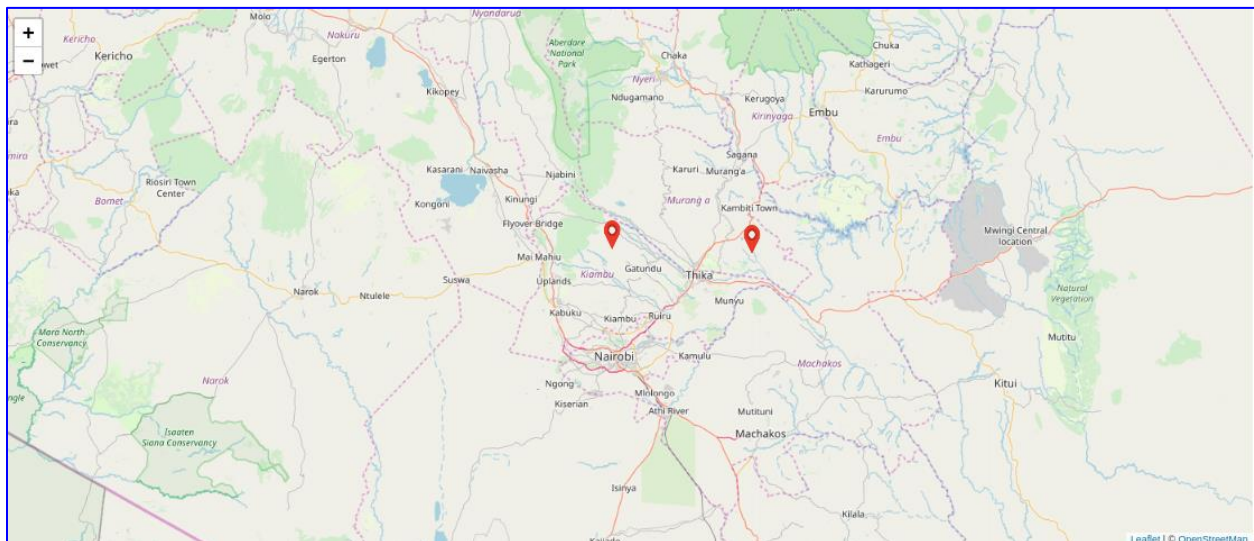 +
−
Kericho
Kericho
Molo
Nakuru
Egerton
Nyandarua
Aberdare
National
Park
Chaka
Nyeri
Ndugamano
Chuka
Kathageri
Karurumo
Kerugoya
Kirinyaga
Embu
Embu
Kikopey
Sagana
Karuri
Murang'a
Murang'a
Kambiti Town
Riosiri Town
Center
Bomet
Kasarani
Naivasha
Njabini
Kongoni
Kinungi
Flyover Bridge
Mai Mahiu
Uplands
Kiambu
Gatundu
Thika
Mwingi Central
location
Narok
Ntulele
Suswa
Kabuku
Kiambu
Ruiru
Munyu
Natural
Vegetation
Mara North
Conservancy
Nairobi
Kamulu
Machakos
Mutitu
Narok
Ngong
Kiserian
Mlolongo
Athi River
Mutituni
Machakos
Kitui
Isaaten
Siana Conservancy
Isinya
Kilala
Leaflet | © OpenStreetMap